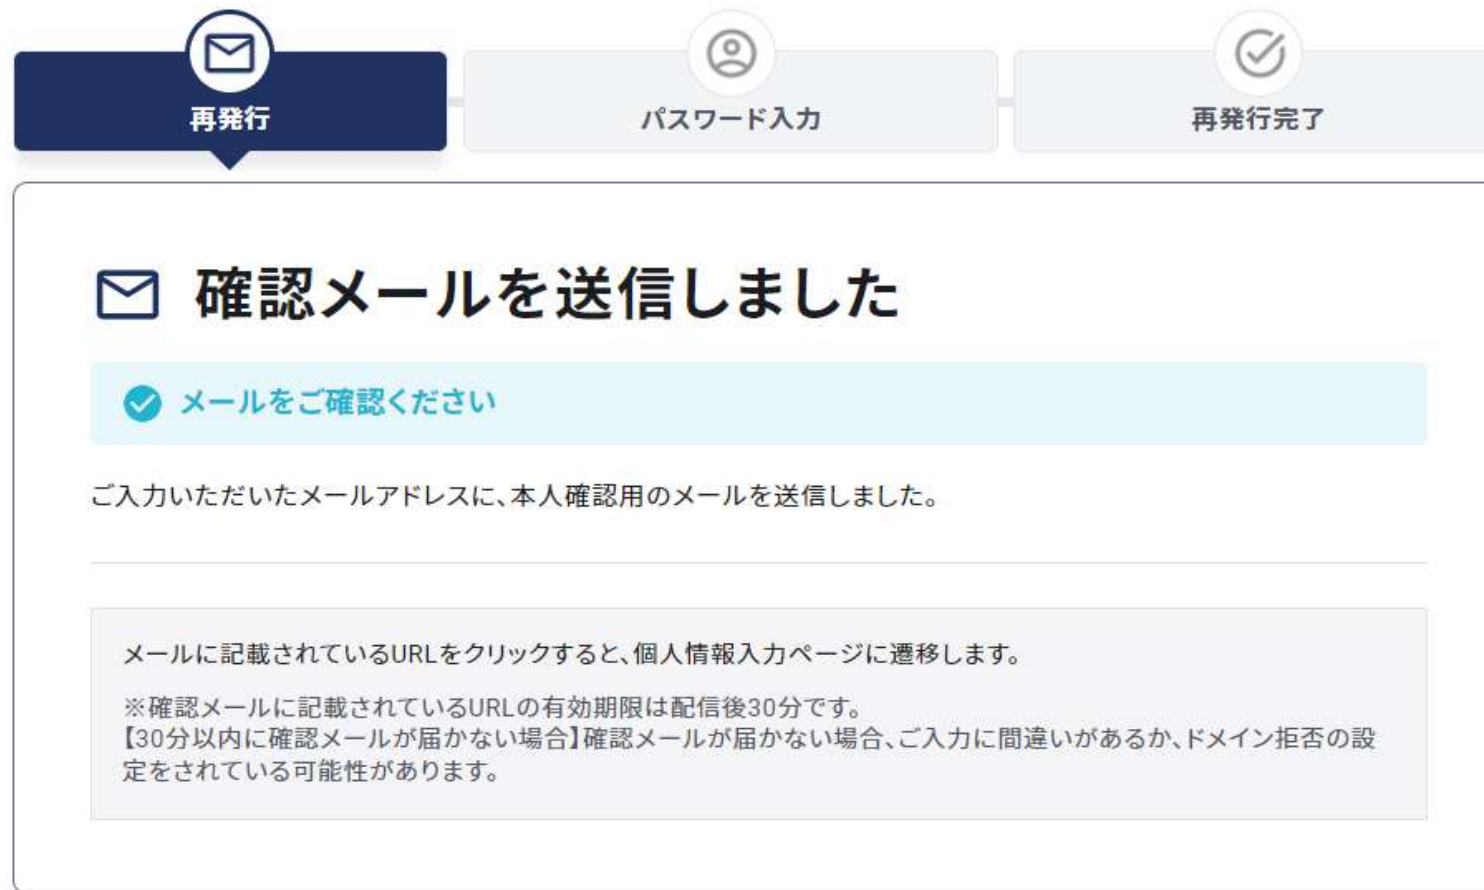 再発行
パスワード入力
再発行完了
確認メールを送信しました
メールをご確認ください
ご入力いただいたメールアドレスに、本人確認用のメールを送信しました。
メールに記載されているURLをクリックすると、個人情報入力ページに遷移します。
※確認メールに記載されているURLの有効期限は配信後30分です。
【30分以内に確認メールが届かない場合】確認メールが届かない場合、ご入力に間違いがあるか、ドメイン拒否の設
定をされている可能性があります。